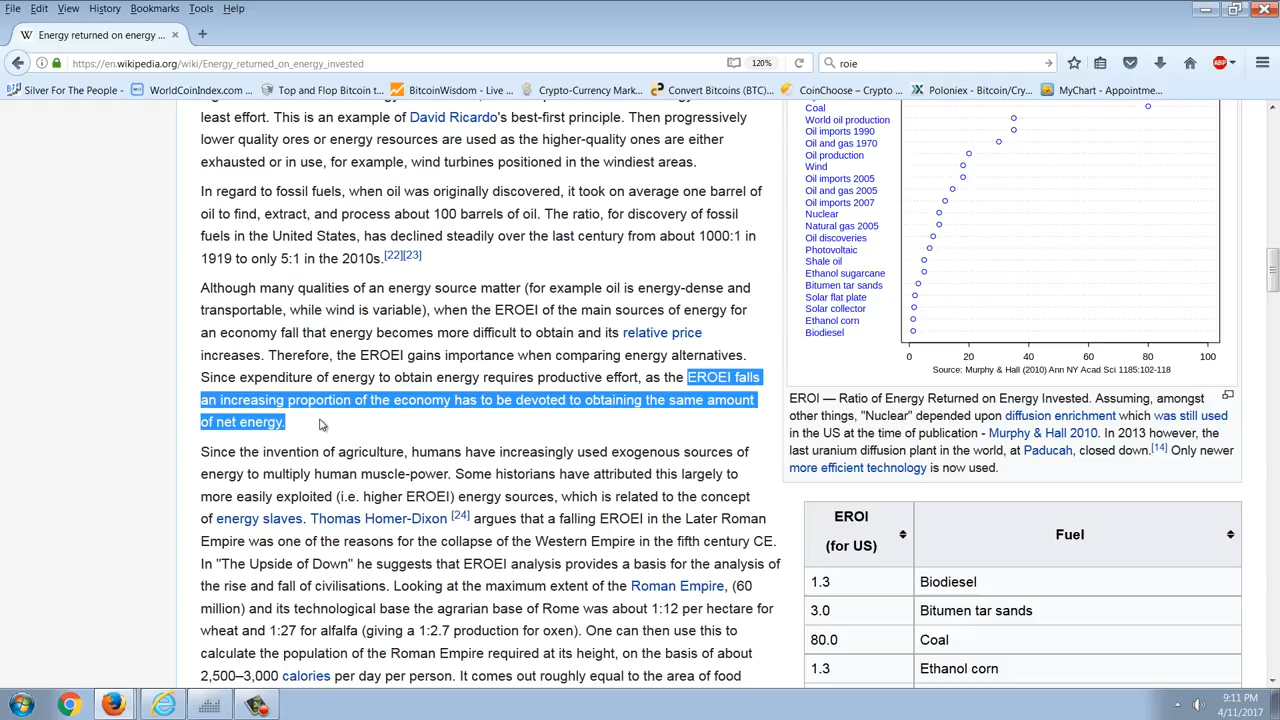 File Edit View History Bookmarks Tools Help
W Energy returned on energy ... × +
https://en.wikipedia.org/wiki/Energy_returned_on_energy_invested 120% roie ABP
Silver For The People - WorldCoinIndex.com ... Top and Flop Bitcoin t... BitcoinWisdom - Live ... Crypto-Currency Mark... Convert Bitcoins (BTC)... CoinChoose – Crypto ... Poloniex - Bitcoin/Cry... MyChart - Appointme...
least effort. This is an example of David Ricardo's best-first principle. Then progressively
lower quality ores or energy resources are used as the higher-quality ones are either
exhausted or in use, for example, wind turbines positioned in the windiest areas.
In regard to fossil fuels, when oil was originally discovered, it took on average one barrel of
oil to find, extract, and process about 100 barrels of oil. The ratio, for discovery of fossil
fuels in the United States, has declined steadily over the last century from about 1000:1 in
1919 to only 5:1 in the 2010s.[22][23]
Although many qualities of an energy source matter (for example oil is energy-dense and
transportable, while wind is variable), when the EROEI of the main sources of energy for
an economy fall that energy becomes more difficult to obtain and its relative price
increases. Therefore, the EROEI gains importance when comparing energy alternatives.
Since expenditure of energy to obtain energy requires productive effort, as the EROEI falls
an increasing proportion of the economy has to be devoted to obtaining the same amount
of net energy.
Since the invention of agriculture, humans have increasingly used exogenous sources of
energy to multiply human muscle-power. Some historians have attributed this largely to
more easily exploited (i.e. higher EROEI) energy sources, which is related to the concept
of energy slaves. Thomas Homer-Dixon [24] argues that a falling EROEI in the Later Roman
Empire was one of the reasons for the collapse of the Western Empire in the fifth century CE.
In "The Upside of Down" he suggests that EROEI analysis provides a basis for the analysis of
the rise and fall of civilisations. Looking at the maximum extent of the Roman Empire, (60
million) and its technological base the agrarian base of Rome was about 1:12 per hectare for
wheat and 1:27 for alfalfa (giving a 1:2.7 production for oxen). One can then use this to
calculate the population of the Roman Empire required at its height, on the basis of about
2,500–3,000 calories per day per person. It comes out roughly equal to the area of food
Coal
World oil production
Oil imports 1990
Oil and gas 1970
Oil production
Wind
Oil imports 2005
Oil and gas 2005
Oil imports 2007
Nuclear
Natural gas 2005
Oil discoveries
Photovoltaic
Shale oil
Ethanol sugarcane
Bitumen tar sands
Solar flat plate
Solar collector
Ethanol corn
Biodiesel
0 20 40 60 80 100
Source: Murphy & Hall (2010) Ann NY Acad Sci 1185:102-118
EROI — Ratio of Energy Returned on Energy Invested. Assuming, amongst
other things, "Nuclear" depended upon diffusion enrichment which was still used
in the US at the time of publication - Murphy & Hall 2010. In 2013 however, the
last uranium diffusion plant in the world, at Paducah, closed down.[14] Only newer
more efficient technology is now used.
EROI (for US) Fuel
1.3 Biodiesel
3.0 Bitumen tar sands
80.0 Coal
1.3 Ethanol corn
9:11 PM
4/11/2017